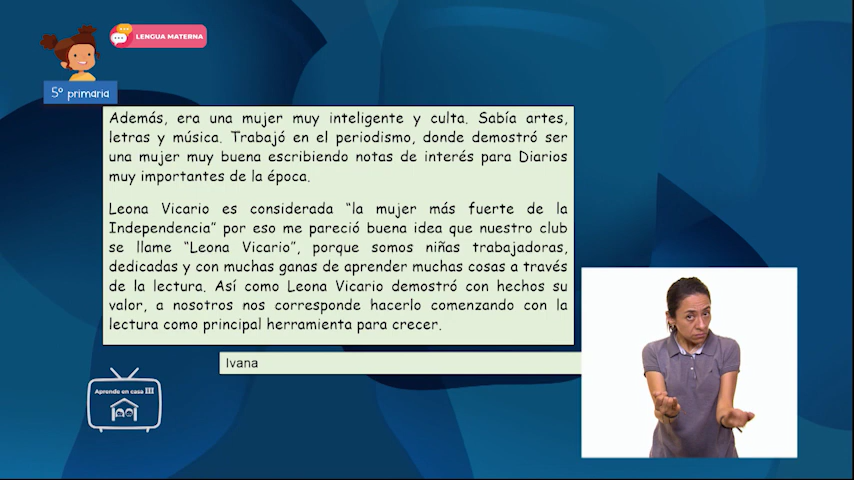 LENGUA MATERNA
5º primaria
Además, era una mujer muy inteligente y culta. Sabía artes,
letras y música. Trabajó en el periodismo, donde demostró ser
una mujer muy buena escribiendo notas de interés para Diarios
muy importantes de la época.
Leona Vicario es considerada “la mujer más fuerte de la
Independencia” por eso me pareció buena idea que nuestro club
se llame “Leona Vicario”, porque somos niñas trabajadoras,
dedicadas y con muchas ganas de aprender muchas cosas a través
de la lectura. Así como Leona Vicario demostró con hechos su
valor, a nosotros nos corresponde hacerlo comenzando con la
lectura como principal herramienta para crecer.
Ivana
Aprende en casa III